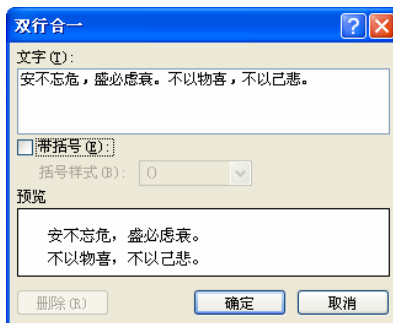 双行合一
文字(T):
安不忘危，盛必虑衰。不以物喜，不以己悲。
带括号(E):
括号样式(B): ()
预览
安不忘危，盛必虑衰。
不以物喜，不以己悲。
删除(R) 确定 取消